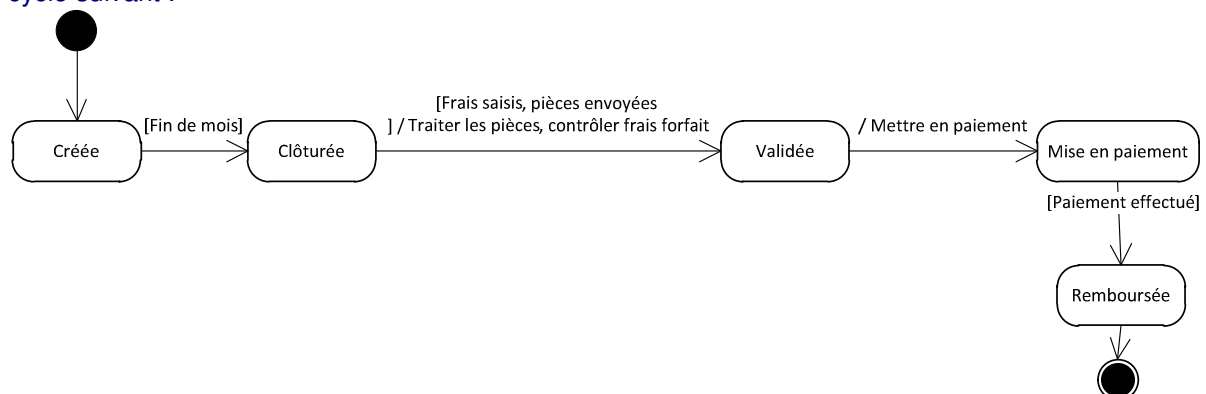 cycle suivant :
[Frais saisis, pièces envoyées
[Fin de mois]
] / Traiter les pièces, contrôler frais forfait
/ Mettre en paiement
Créée
Clôturée
Validée
Mise en paiement
[Paiement effectué]
Remboursée